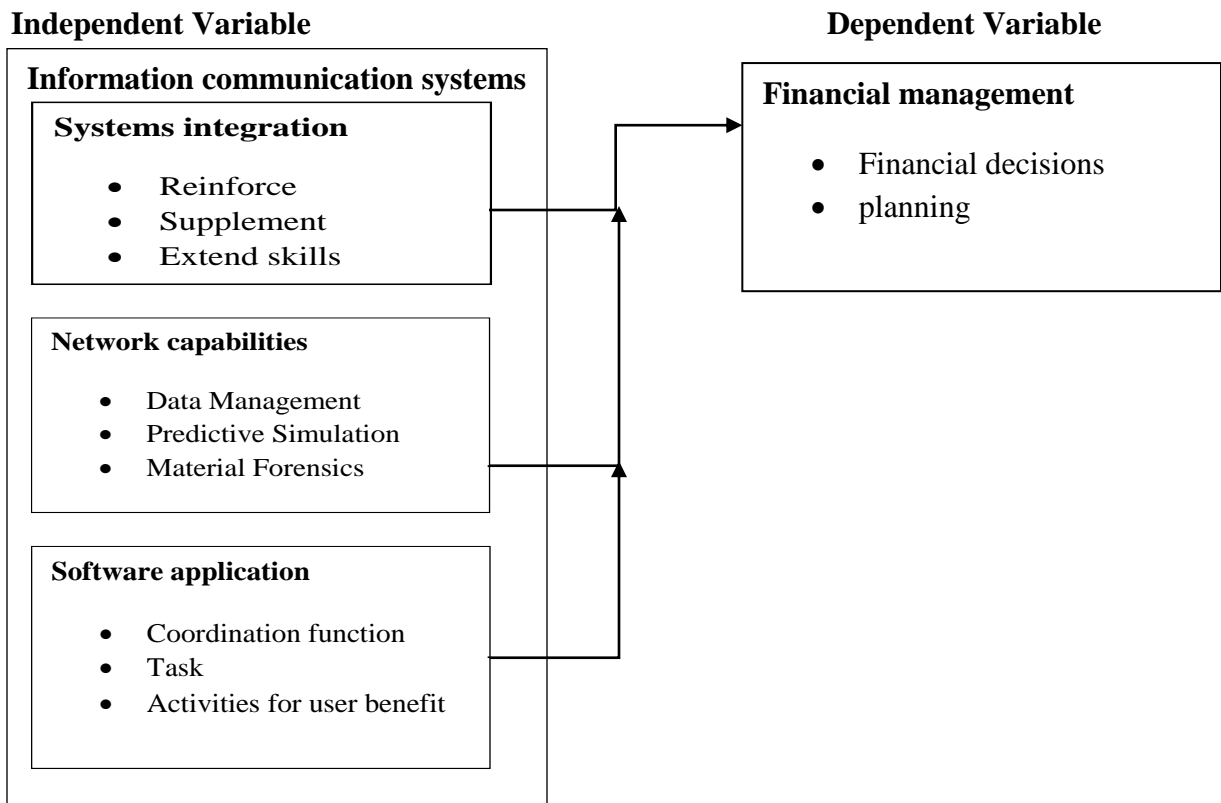 Independent Variable
Dependent Variable
Information communication systems
Systems integration
• Reinforce
• Supplement
• Extend skills
Network capabilities
• Data Management
• Predictive Simulation
• Material Forensics
Software application
• Coordination function
• Task
• Activities for user benefit
Financial management
• Financial decisions
• planning